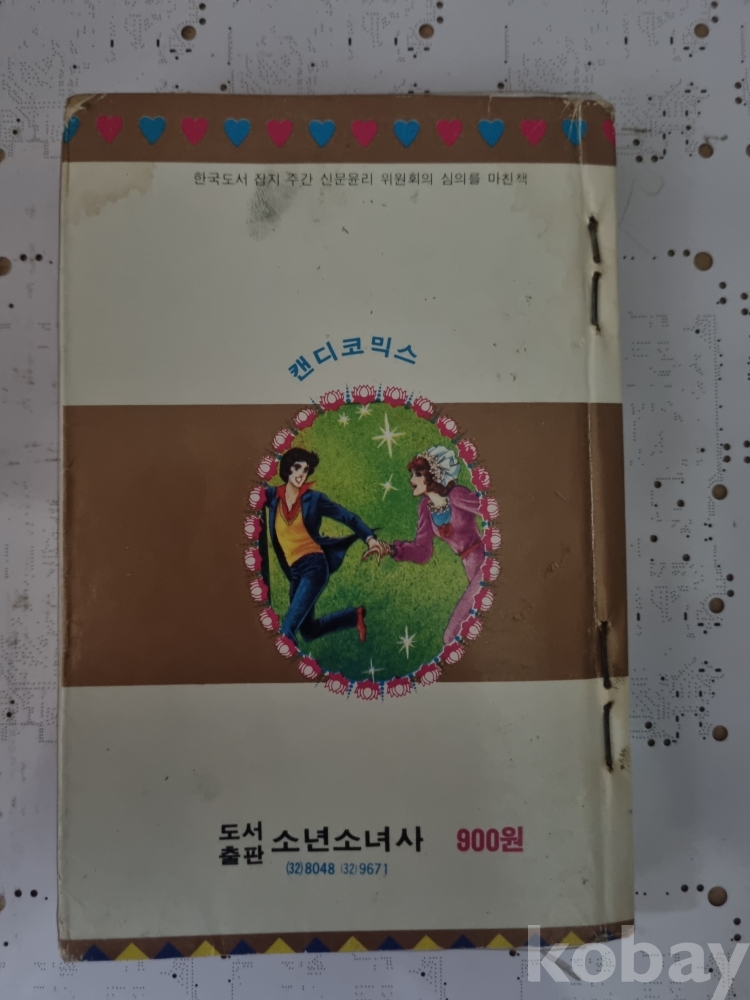 한국도서 잡지 주간 신문윤리 위원회의 심의를 마친책
캔디코믹스
도서출판 소년소녀사 900원
(32)8048 (32)9671
kobay